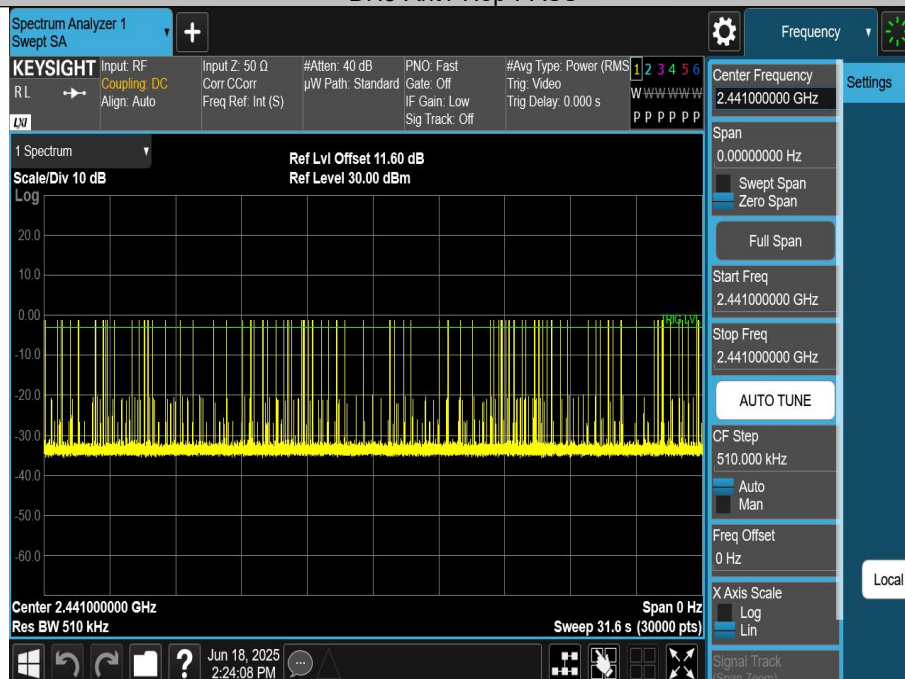 Spectrum Analyzer 1
Swept SA
Frequency
KEYSIGHT
RL
LXI
Input: RF
Coupling: DC
Align: Auto
Input Z: 50 Ω
Corr CCorr
Freq Ref: Int (S)
#Atten: 40 dB
µW Path: Standard
PNO: Fast
Gate: Off
IF Gain: Low
Sig Track: Off
#Avg Type: Power (RMS
Trig: Video
Trig Delay: 0.000 s
1 2 3 4 5 6
W W W W W W
P P P P P P
1 Spectrum
Scale/Div 10 dB
Ref Lvl Offset 11.60 dB
Ref Level 30.00 dBm
Log
20.0
10.0
0.00
TRIG LVL
-10.0
-20.0
-30.0
-40.0
-50.0
-60.0
Center 2.441000000 GHz
Res BW 510 kHz
Span 0 Hz
Sweep 31.6 s (30000 pts)
Center Frequency
2.441000000 GHz
Settings
Span
0.00000000 Hz
Swept Span
Zero Span
Full Span
Start Freq
2.441000000 GHz
Stop Freq
2.441000000 GHz
AUTO TUNE
CF Step
510.000 kHz
Auto
Man
Freq Offset
0 Hz
Local
X Axis Scale
Log
Lin
Signal Track
(Span Zoom)
?
Jun 18, 2025
2:24:08 PM